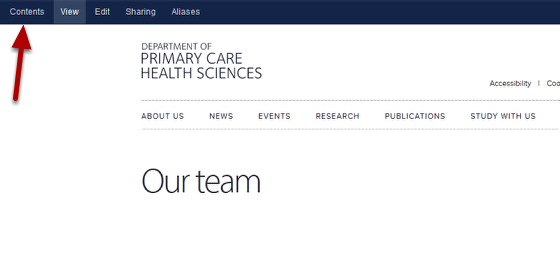 Contents View Edit Sharing Aliases
DEPARTMENT OF
PRIMARY CARE
HEALTH SCIENCES
Accessibility | Coo
ABOUT US NEWS EVENTS RESEARCH PUBLICATIONS STUDY WITH US
Our team